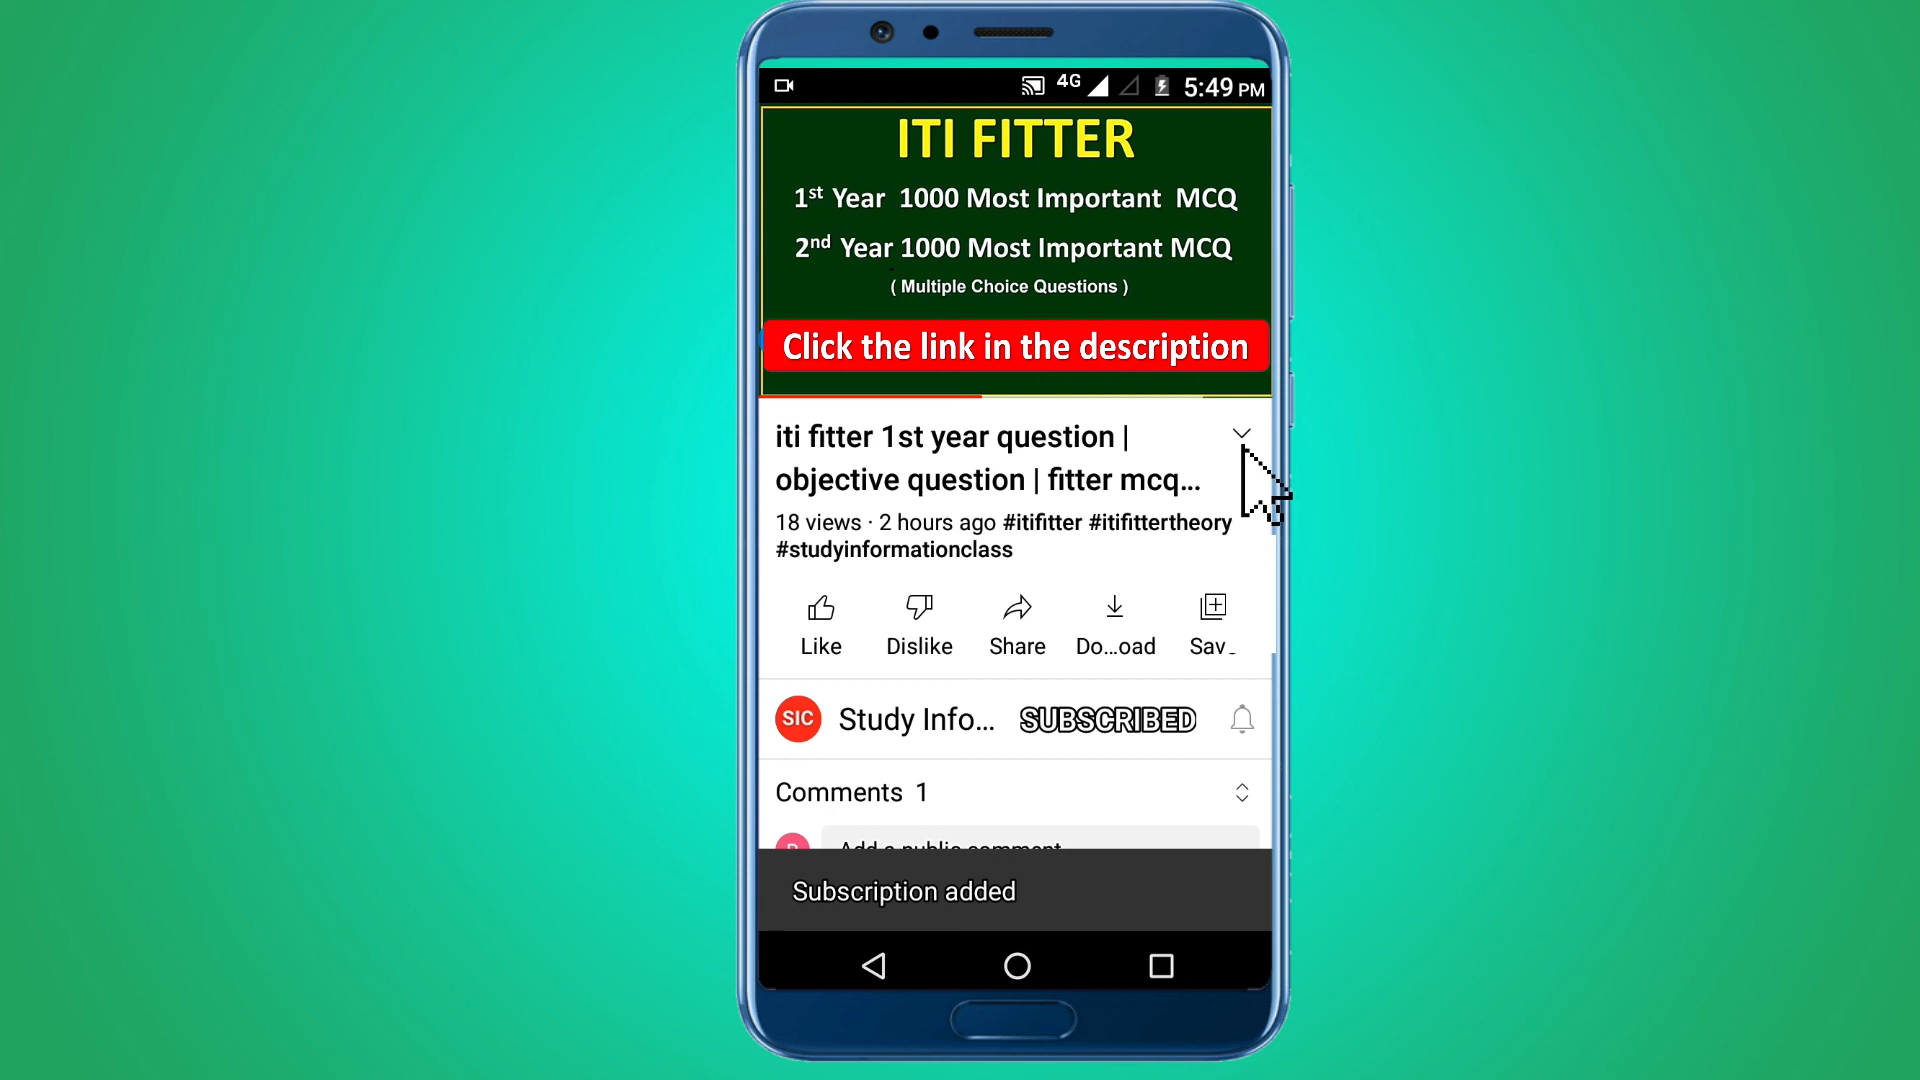 4G 5:49 PM
ITI FITTER
1st Year 1000 Most Important MCQ
2nd Year 1000 Most Important MCQ
( Multiple Choice Questions )
Click the link in the description
iti fitter 1st year question |
objective question | fitter mcq...
18 views · 2 hours ago #itifitter #itifittertheory
#studyinformationclass
Like Dislike Share Do...oad Sav
SIC Study Info... SUBSCRIBED
Comments 1
Add a public comment
Subscription added